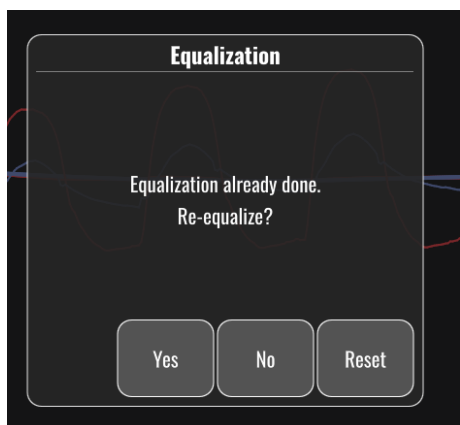 Equalization
Equalization already done.
Re-equalize?
Yes No Reset